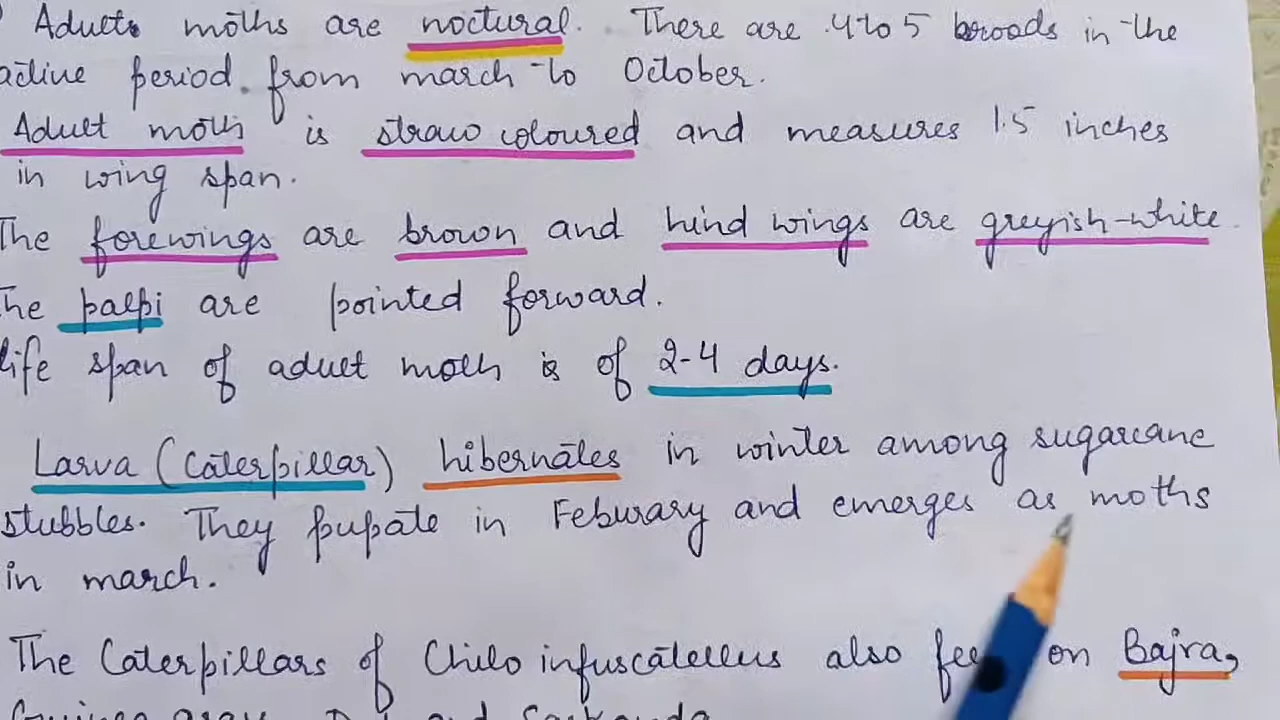 Adult moths are noctural. There are 4 to 5 broods in the
active period from march to October.
Adult moth is straw coloured and measures 1.5 inches
in wing span.
The forewings are brown and hind wings are greyish-white.
The palpi are pointed forward.
life span of adult moth is of 2-4 days.
Larva (Caterpillar) hibernates in winter among sugarcane
stubbles. They pupate in Feburary and emerges as moths
in march.
The Caterpillars of Chilo infuscatellus also feed on Bajra,
and